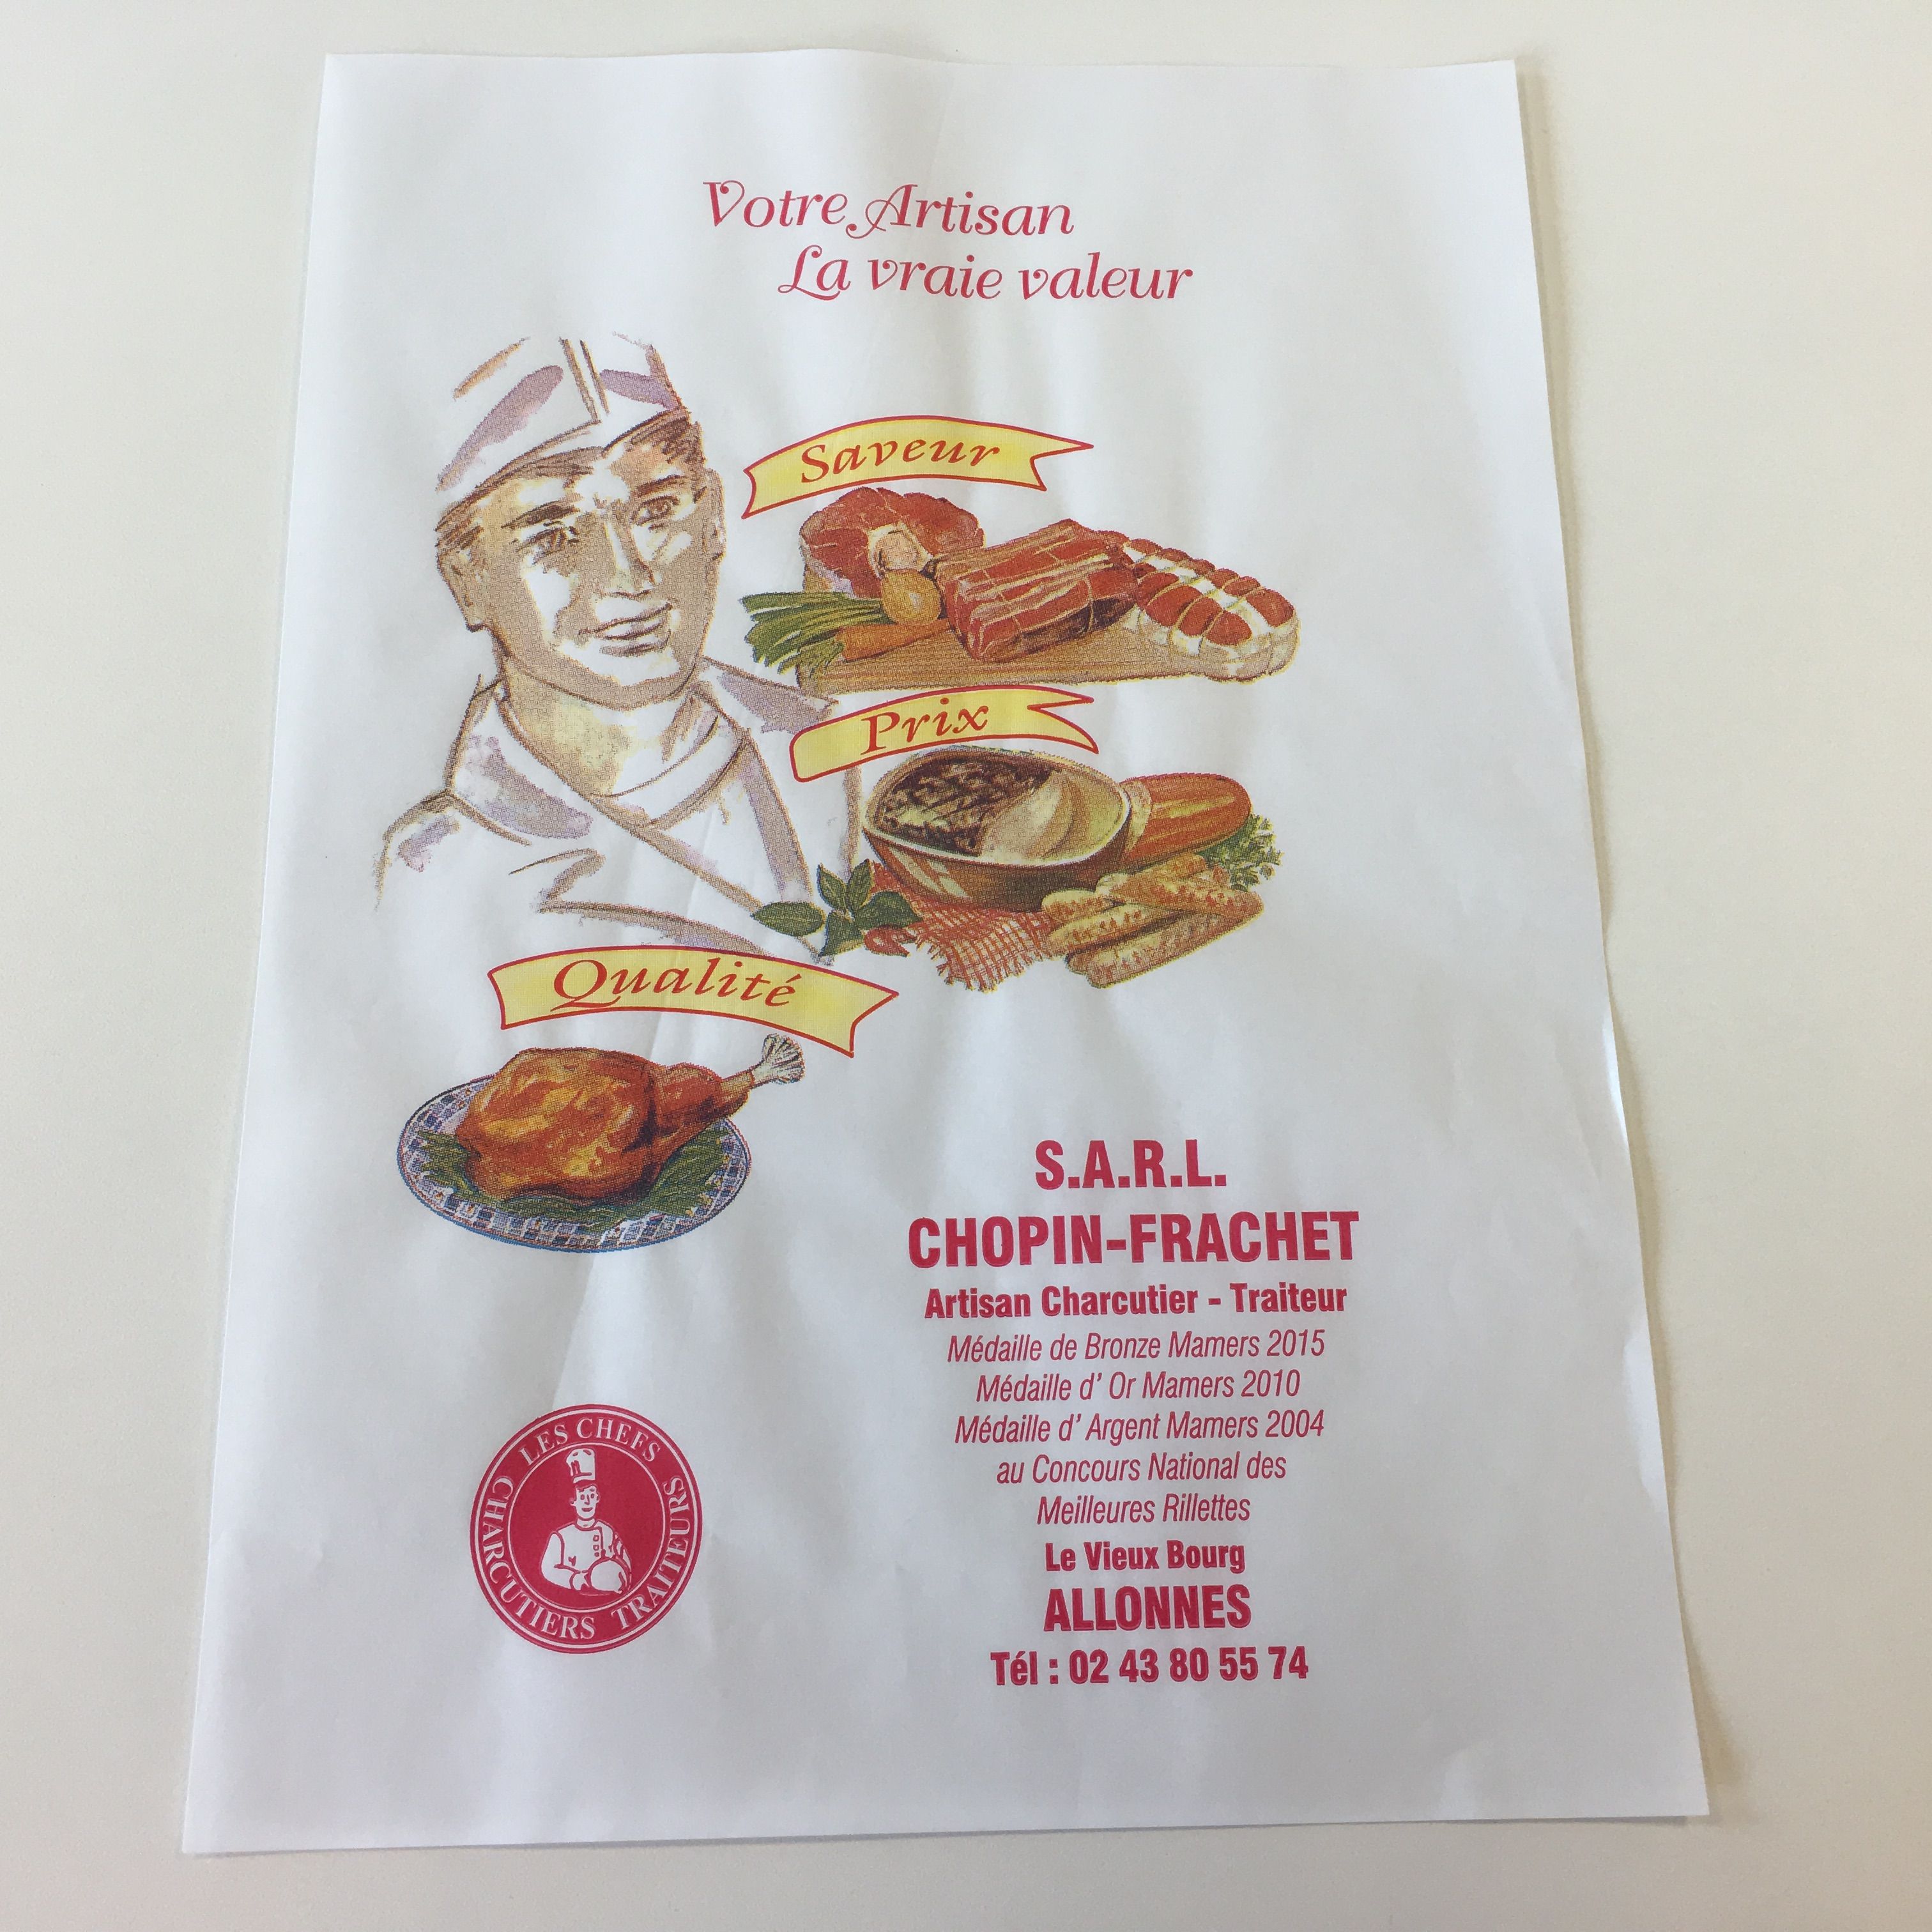 Votre Artisan
La vraie valeur
Saveur
Prix
Qualité
S.A.R.L.
CHOPIN-FRACHET
Artisan Charcutier - Traiteur
Médaille de Bronze Mamers 2015
Médaille d' Or Mamers 2010
Médaille d' Argent Mamers 2004
au Concours National des
Meilleures Rillettes
Le Vieux Bourg
ALLONNES
Tél : 02 43 80 55 74
LES CHEFS
CHARCUTIERS TRAITEURS